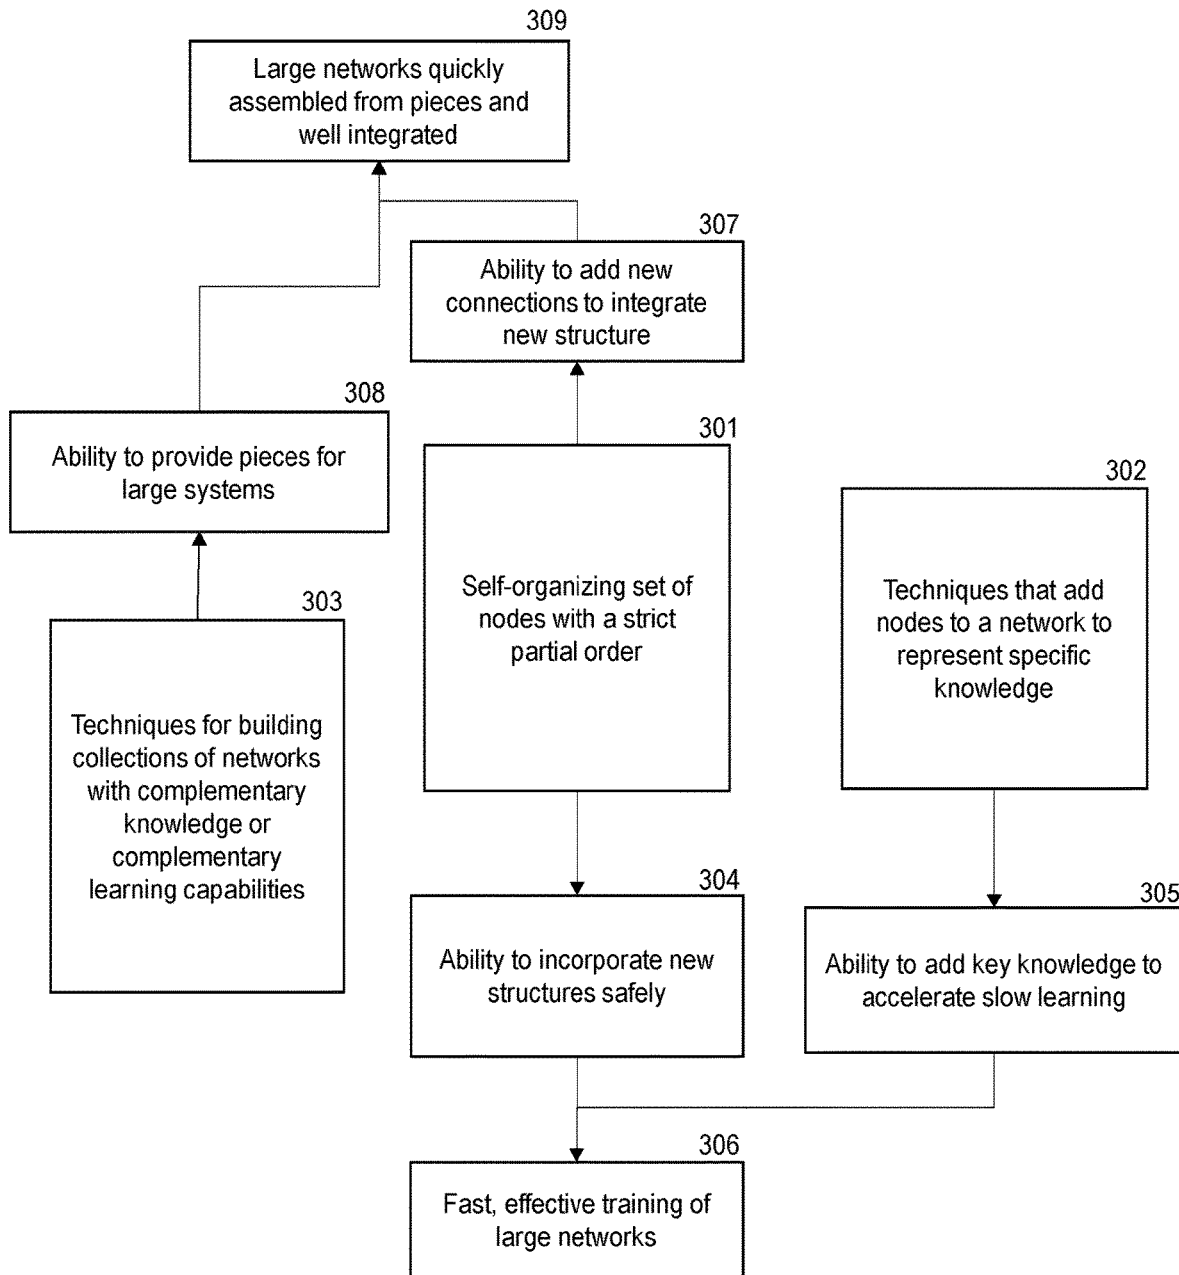 309
Large networks quickly
assembled from pieces and
well integrated
307
Ability to add new
connections to integrate
new structure
308
Ability to provide pieces for
large systems
301
Self-organizing set of
nodes with a strict
partial order
302
Techniques that add
nodes to a network to
represent specific
knowledge
303
Techniques for building
collections of networks
with complementary
knowledge or
complementary
learning capabilities
304
Ability to incorporate new
structures safely
305
Ability to add key knowledge to
accelerate slow learning
306
Fast, effective training of
large networks